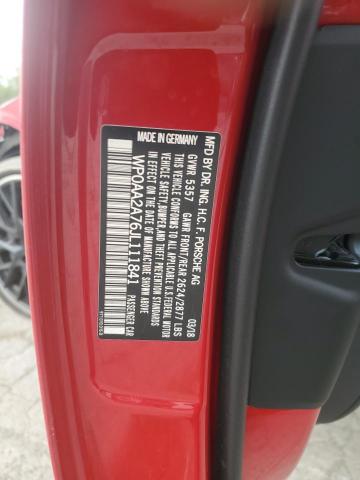 MFD BY DR. ING. H.C. F. PORSCHE AG 03/18
GVWR 5357 GAWR FRONT/REAR 2624/2877 LBS
THIS VEHICLE CONFORMS TO ALL APPLICABLE U.S. FEDERAL MOTOR
VEHICLE SAFETY, BUMPER, AND THEFT PREVENTION STANDARDS
IN EFFECT ON THE DATE OF MANUFACTURE SHOWN ABOVE.
MADE IN GERMANY PASSENGER CAR
WP0AA2A76JL111841